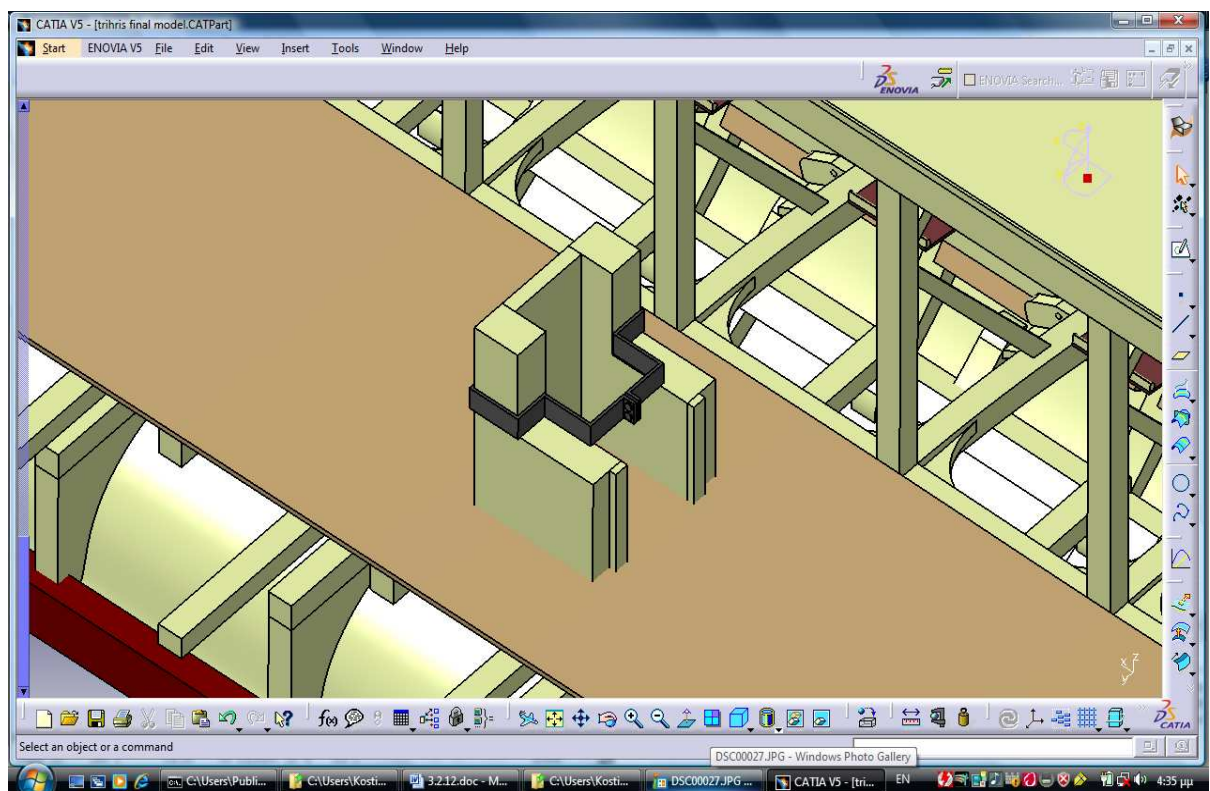 CATIA V5 - [trihris final model.CATPart]
Start ENOVIA V5 File Edit View Insert Tools Window Help
ENOVIA ENOVIA Search...
f(x)
x z y
CATIA
Select an object or a command
DSC00027.JPG - Windows Photo Gallery
C:\Users\Publi... C:\Users\Kosti... 3.2.12.doc - M... C:\Users\Kosti... DSC00027.JPG ... CATIA V5 - [tri... EN 4:35 μμ